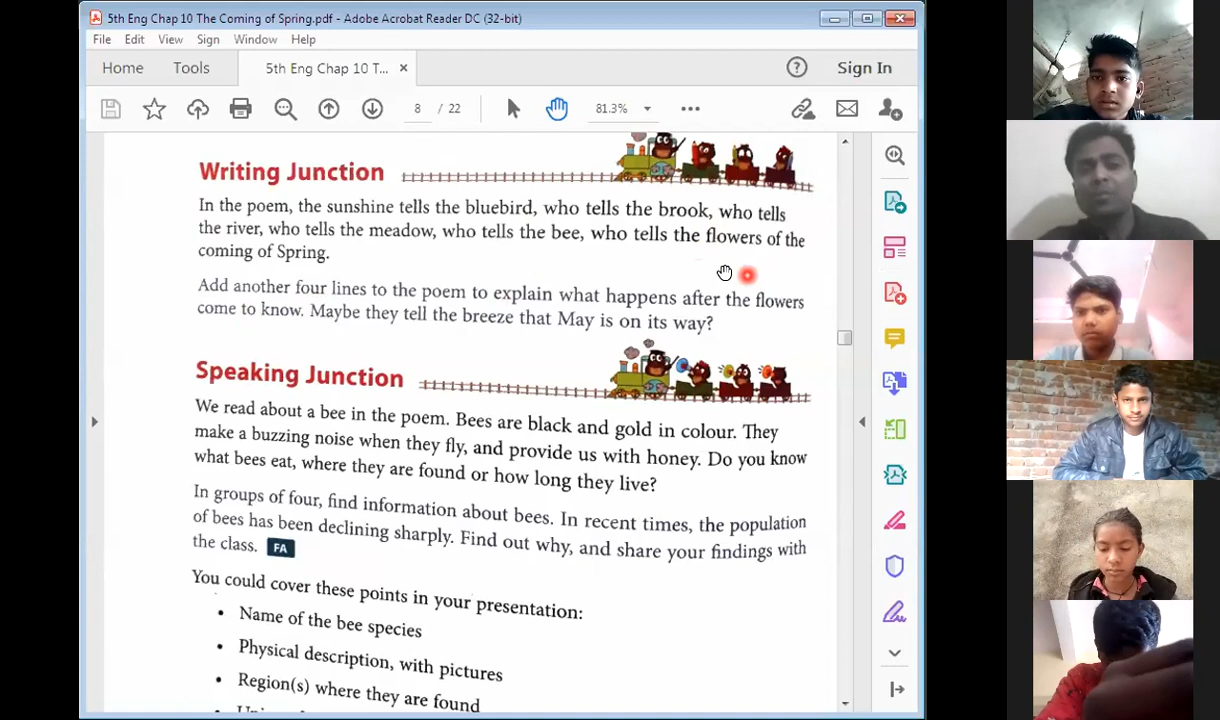 5th Eng Chap 10 The Coming of Spring.pdf - Adobe Acrobat Reader DC (32-bit)
File Edit View Sign Window Help
Home Tools 5th Eng Chap 10 T... × Sign In
8 / 22 81.3%
Writing Junction
In the poem, the sunshine tells the bluebird, who tells the brook, who tells
the river, who tells the meadow, who tells the bee, who tells the flowers of the
coming of Spring.
Add another four lines to the poem to explain what happens after the flowers
come to know. Maybe they tell the breeze that May is on its way?
Speaking Junction
We read about a bee in the poem. Bees are black and gold in colour. They
make a buzzing noise when they fly, and provide us with honey. Do you know
what bees eat, where they are found or how long they live?
In groups of four, find information about bees. In recent times, the population
of bees has been declining sharply. Find out why, and share your findings with
the class. FA
You could cover these points in your presentation:
• Name of the bee species
• Physical description, with pictures
• Region(s) where they are found